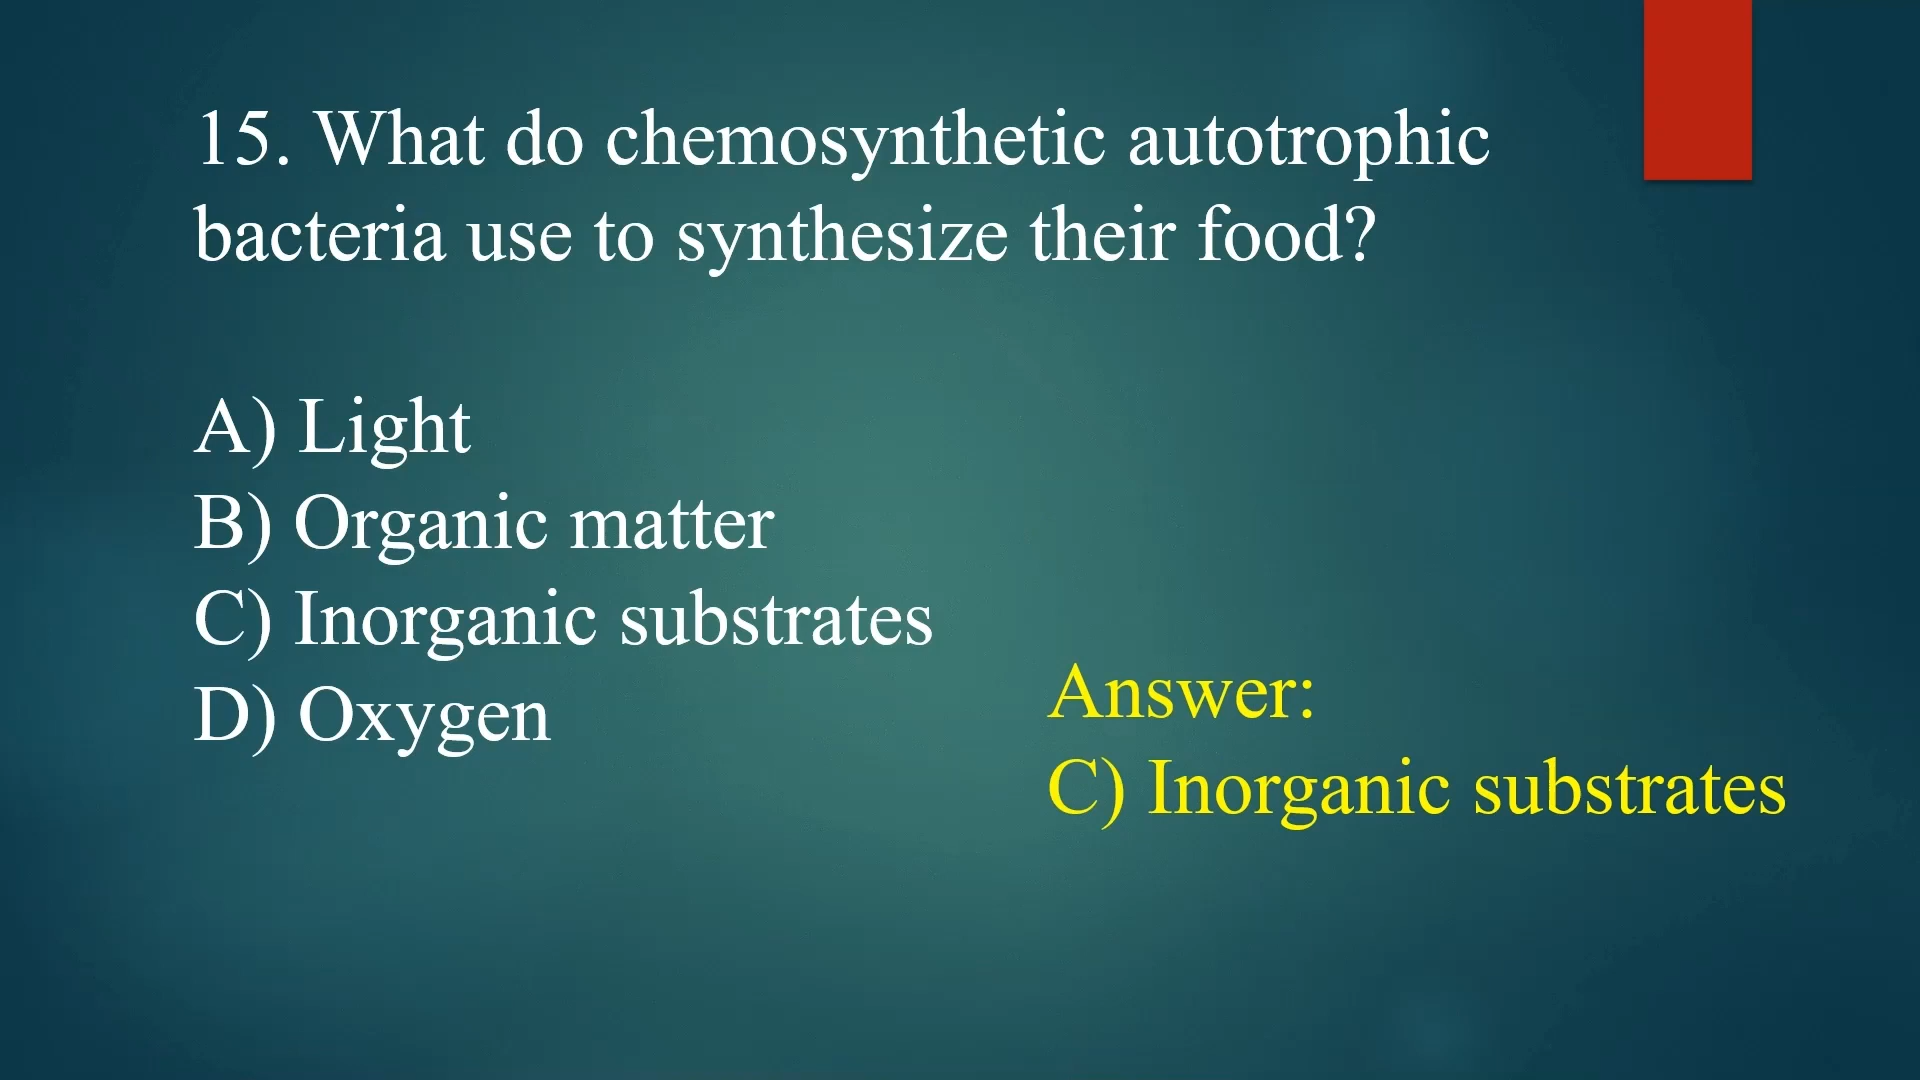 15. What do chemosynthetic autotrophic
bacteria use to synthesize their food?
A) Light
B) Organic matter
C) Inorganic substrates
D) Oxygen
Answer:
C) Inorganic substrates